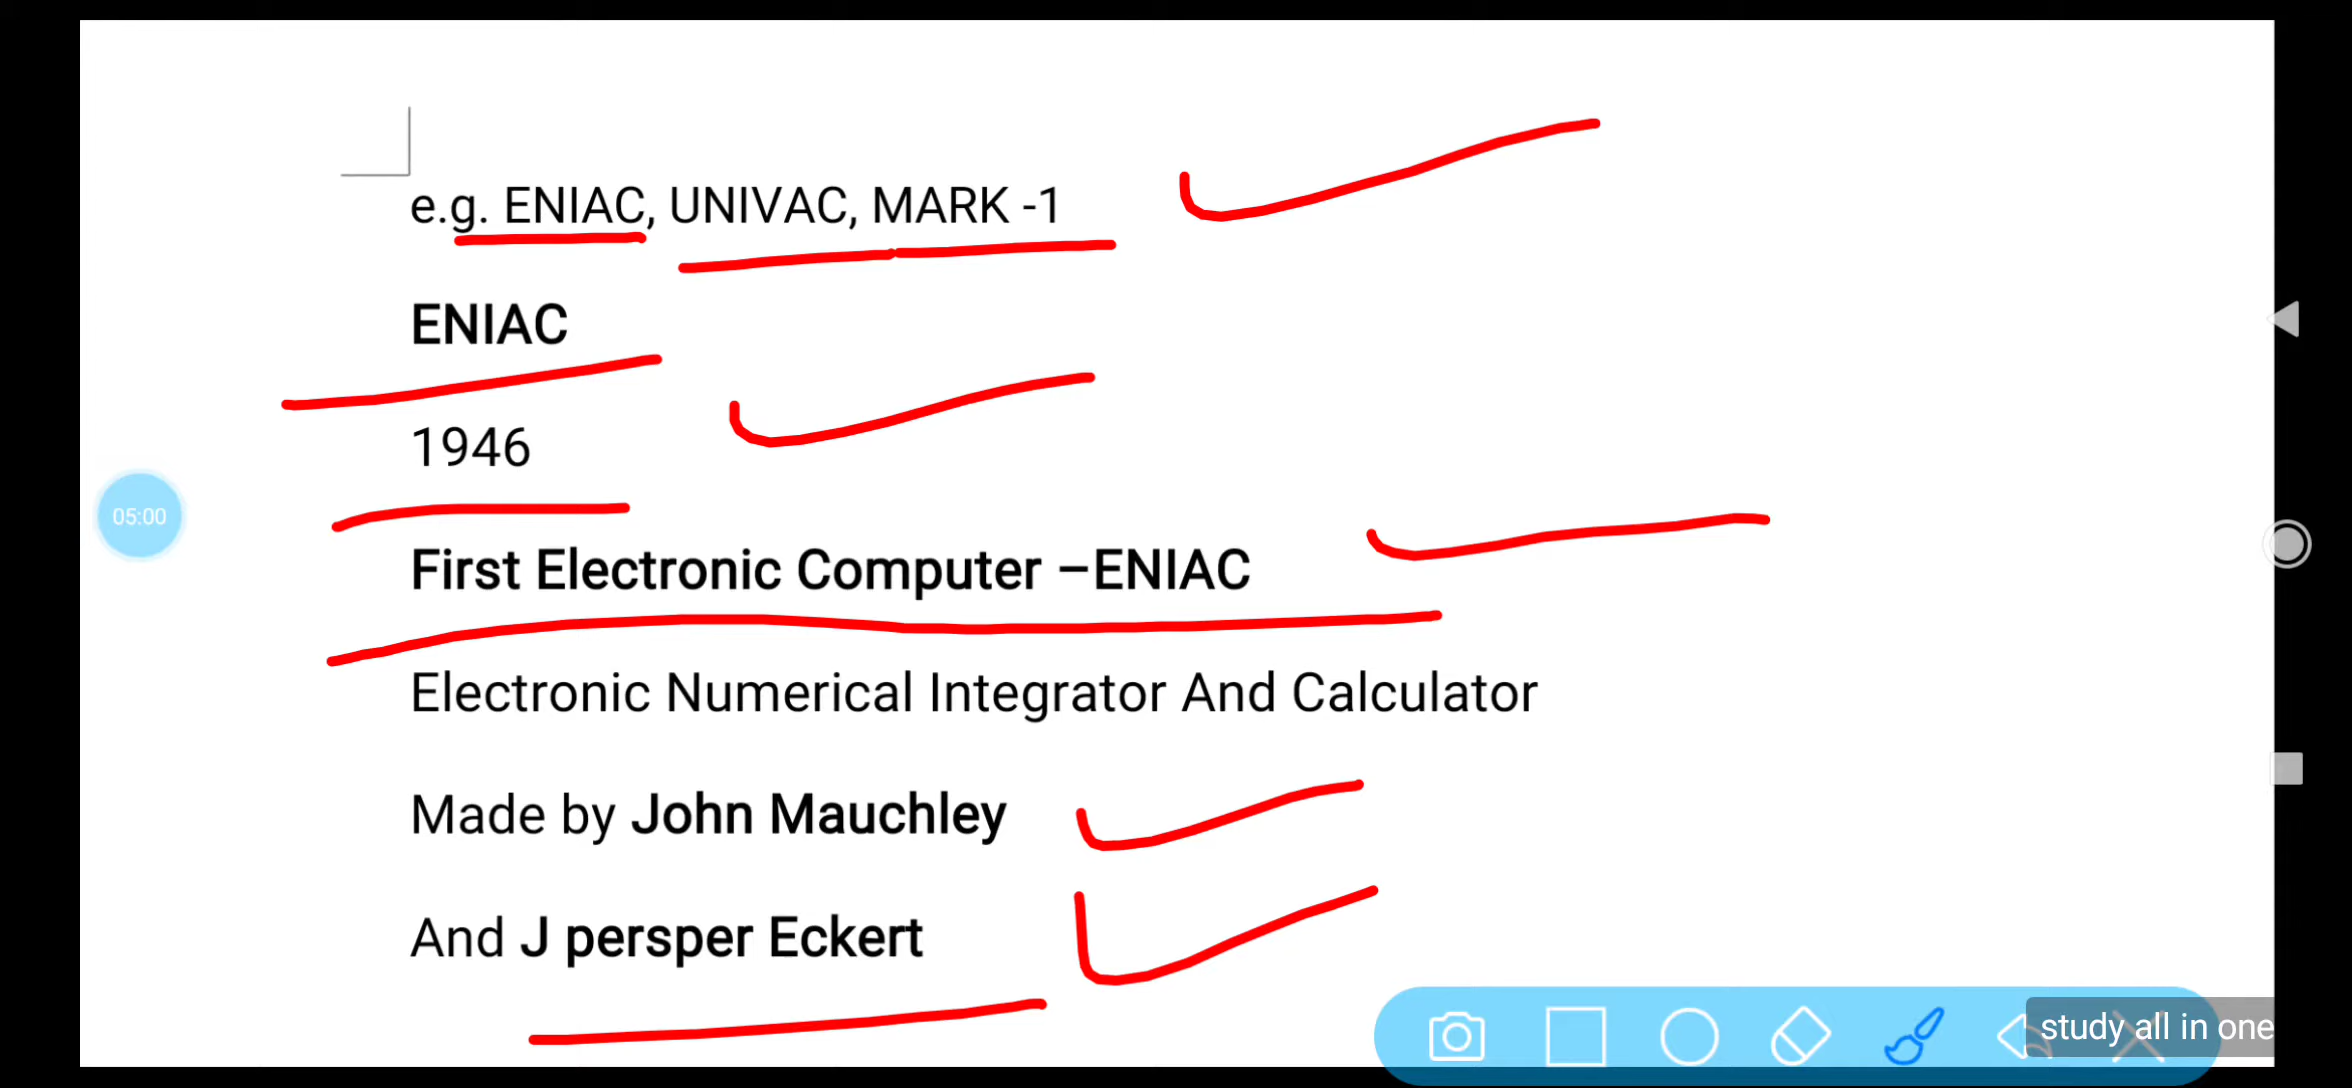 e.g. ENIAC, UNIVAC, MARK -1
ENIAC
1946
05:00
First Electronic Computer –ENIAC
Electronic Numerical Integrator And Calculator
Made by John Mauchley
And J persper Eckert
study all in one